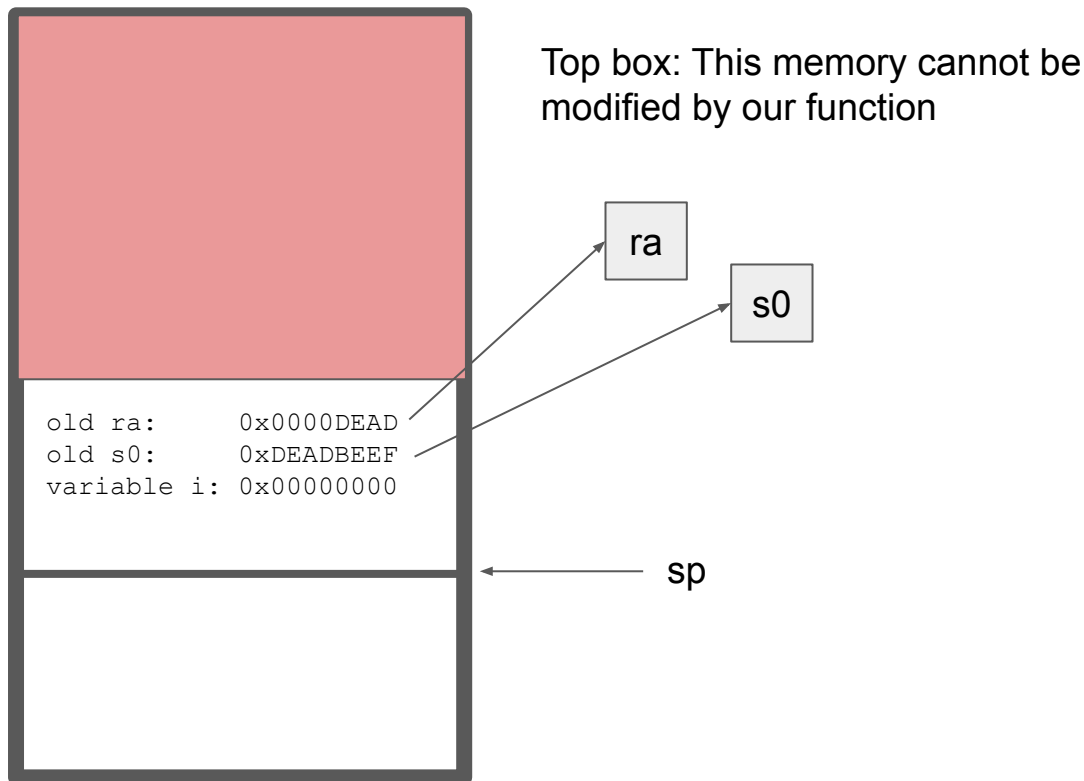 Top box: This memory cannot be
modified by our function
ra
s0
old ra: 0x0000DEAD
old s0: 0xDEADBEEF
variable i: 0x00000000
sp